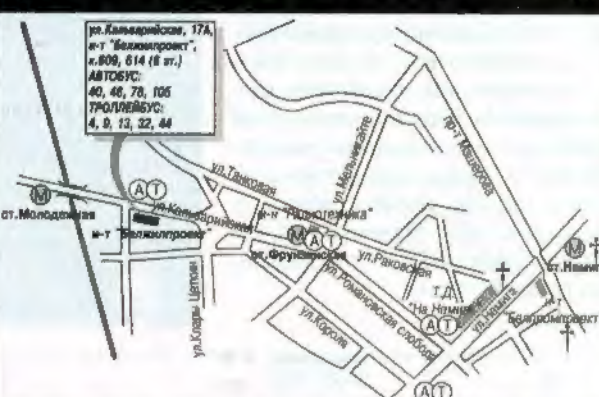 ул.Кальварийская, 17А,
и-т "Белжилпроект",
к.609, 614 (6 эт.)
АВТОБУС:
40, 46, 78, 105
ТРОЛЛЕЙБУС:
4, 9, 13, 32, 44
пр-т Машерова
ул.Мельникайте
ул.Танковая
М
А Т
ст.Молодежная
ул.Кальварийская
м-н "Радиотехника"
и-т "Белжилпроект"
М А Т
ст.Фрунзенская
ул.Раковская
М
ст.Немига
Т.Д.
"На Немиге"
ул.Немига
ул.Романовская слобода
А Т
и-т
"Белпромпроект"
ул.Клары Цеткин
ул.Короля
А Т